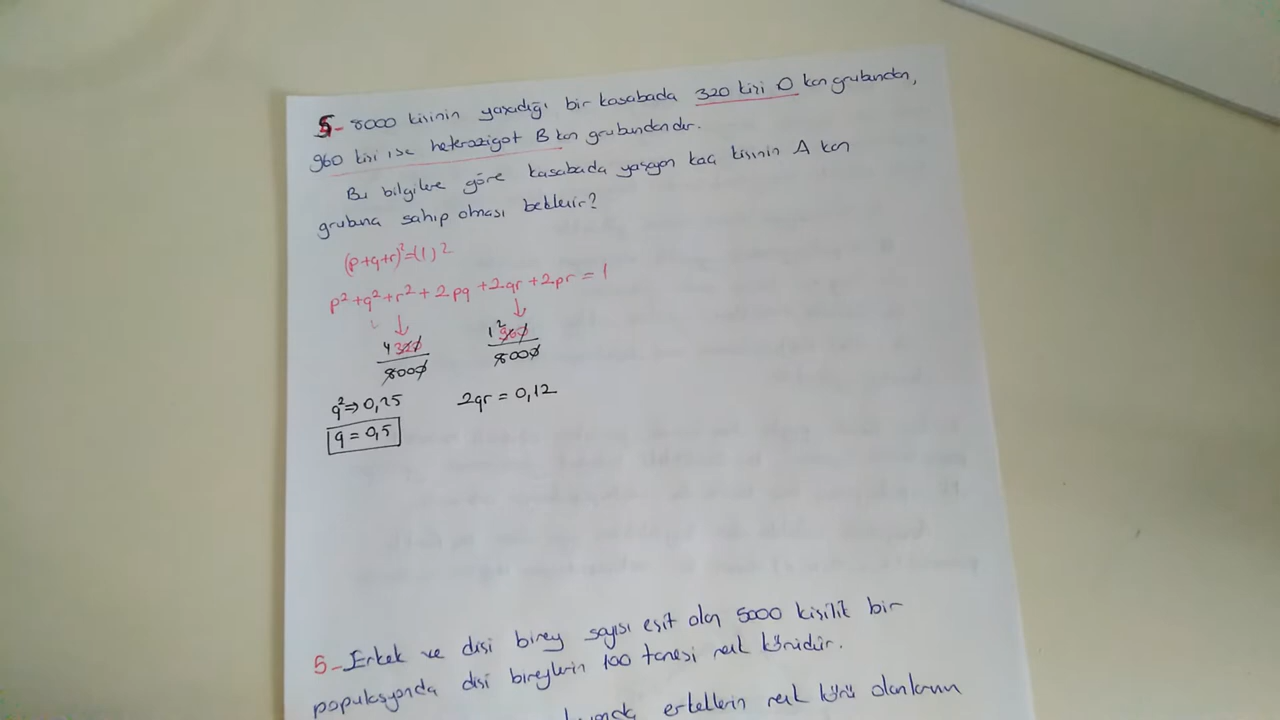 5- 8000 kişinin yaşadığı bir kasabada 320 kişi O kan grubundan,
960 kişi ise heterozigot B kan grubundandır.
Bu bilgilere göre kasabada yaşayan kaç kişinin A kan
grubuna sahip olması beklenir?
(p+q+r)²=(1)²
p²+q²+r²+2pq+2qr+2pr=1
4 320 12 960
8000 8000
q²⇒0,25 2qr=0,12
q=0,5
5-Erkek ve dişi birey sayısı eşit olan 5000 kişilik bir
populasyonda dişi bireylerin 100 tanesi renk körüdür.
erkeklerin renk körü olanların